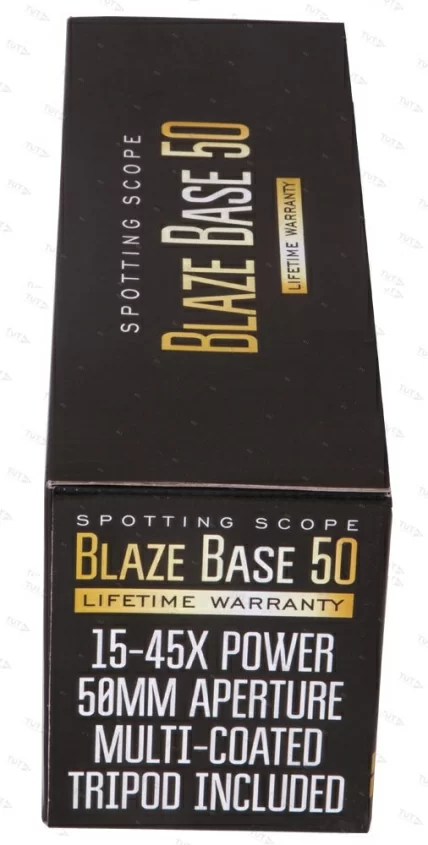 SPOTTING SCOPE
BLAZE BASE 50
LIFETIME WARRANTY
SPOTTING SCOPE
BLAZE BASE 50
LIFETIME WARRANTY
15-45X POWER
50MM APERTURE
MULTI-COATED
TRIPOD INCLUDED